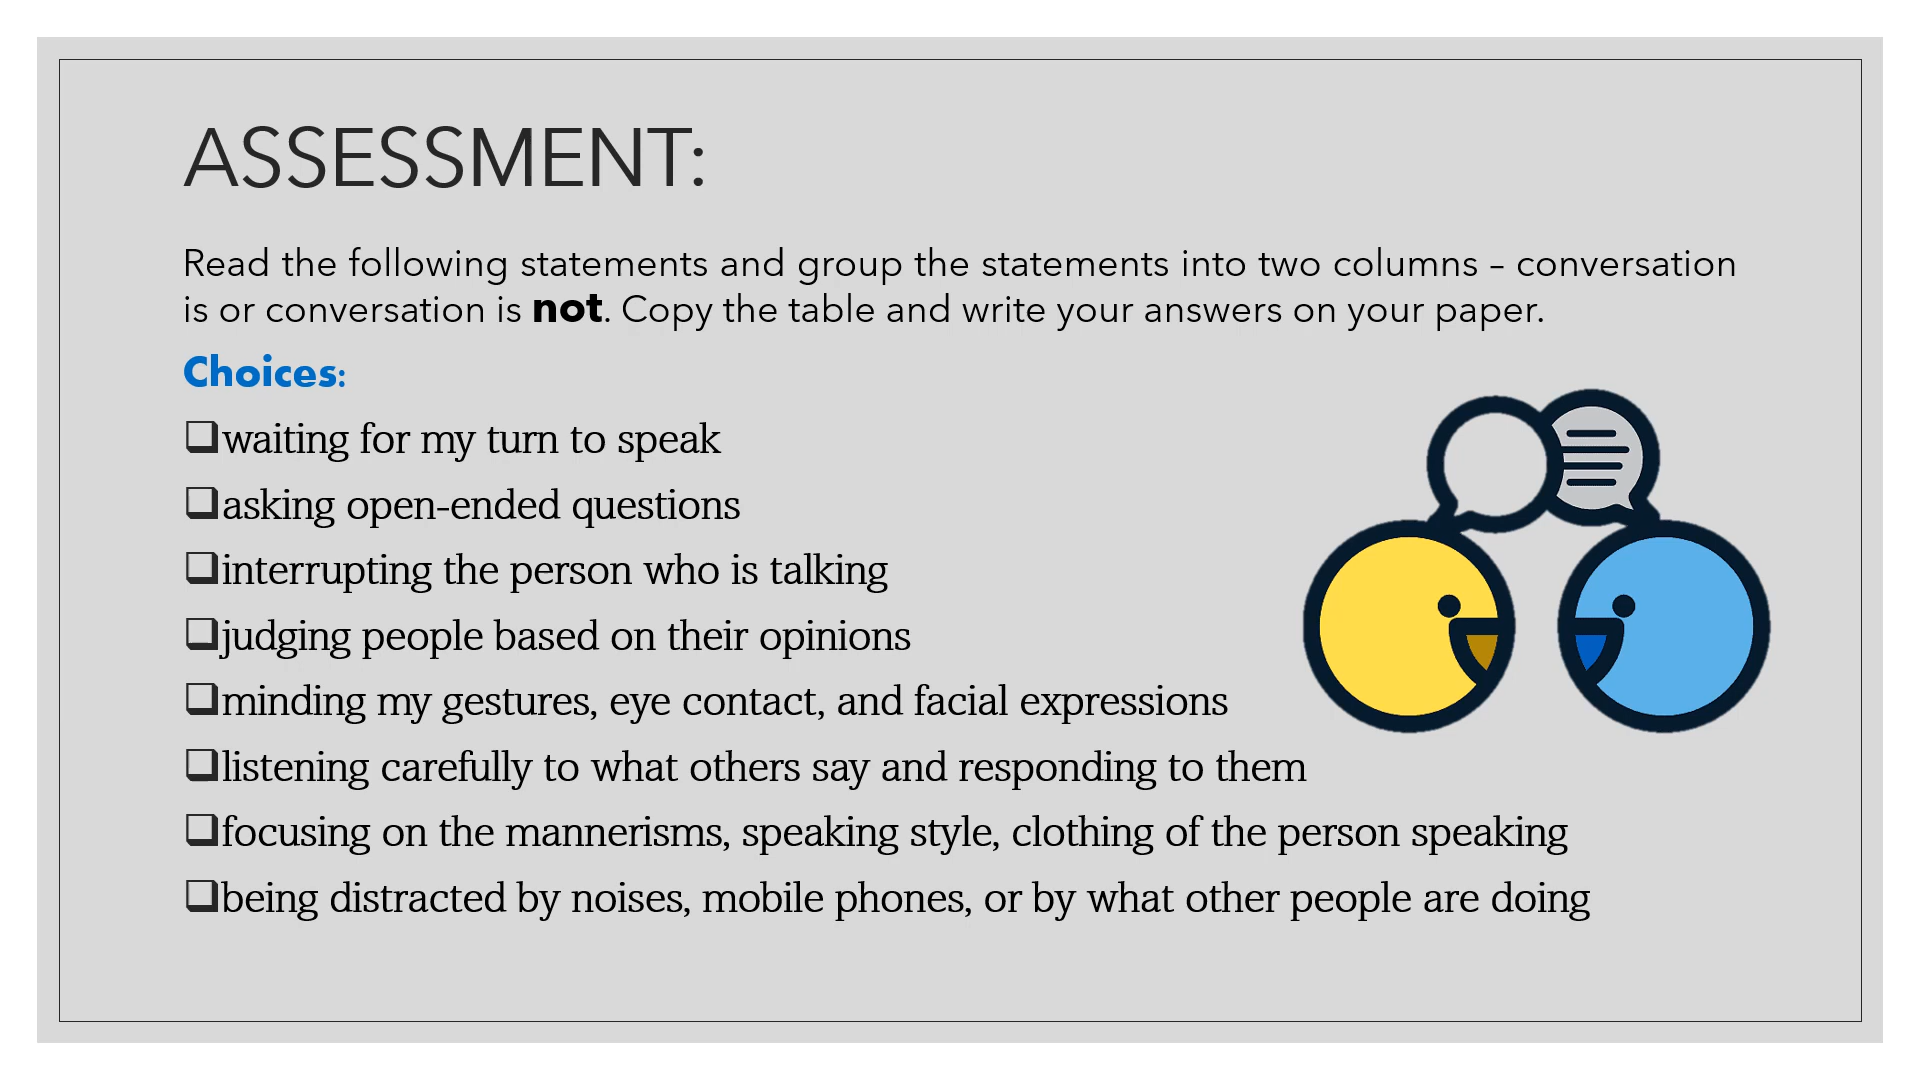 ASSESSMENT:
Read the following statements and group the statements into two columns – conversation
is or conversation is not. Copy the table and write your answers on your paper.
Choices:
waiting for my turn to speak
asking open-ended questions
interrupting the person who is talking
judging people based on their opinions
minding my gestures, eye contact, and facial expressions
listening carefully to what others say and responding to them
focusing on the mannerisms, speaking style, clothing of the person speaking
being distracted by noises, mobile phones, or by what other people are doing